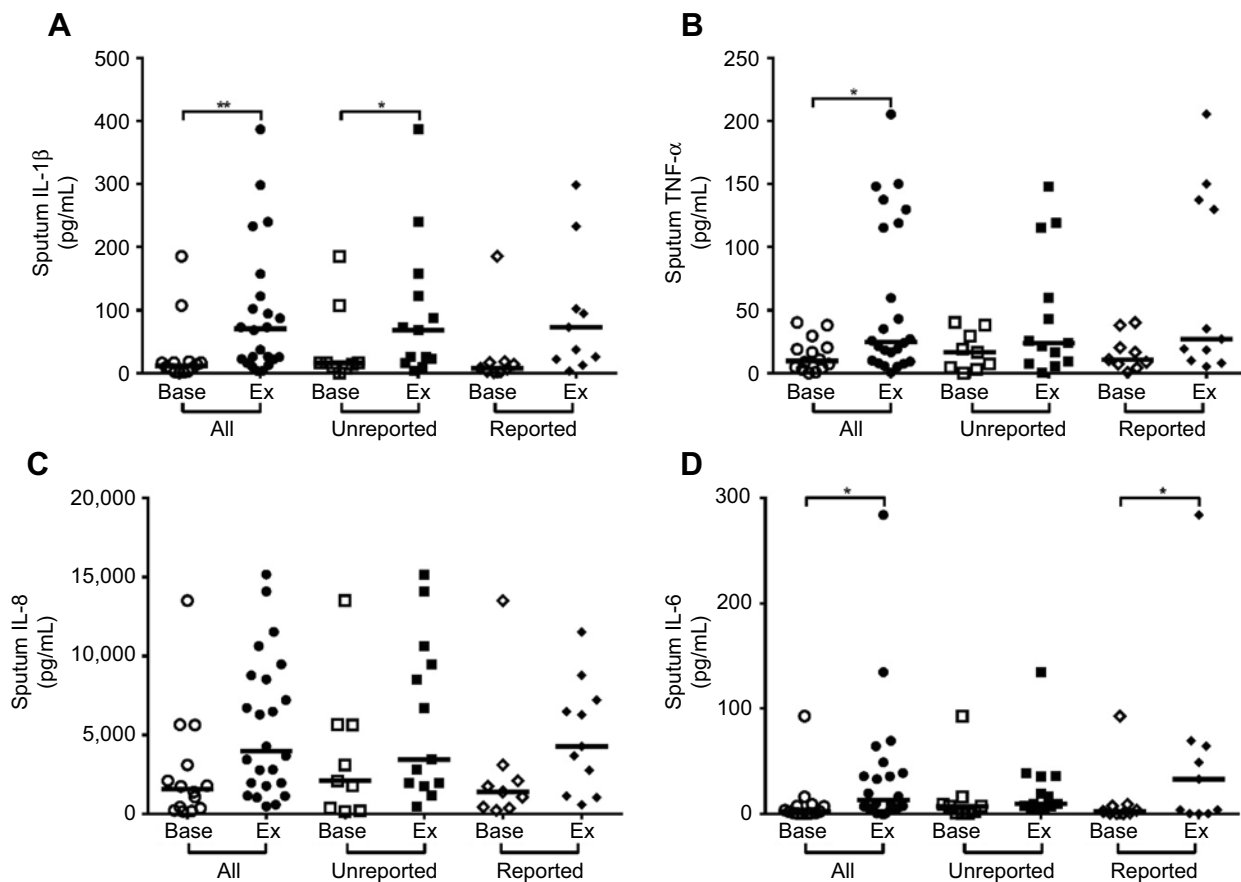 A
Sputum IL-1β
(pg/mL)
500
400
300
200
100
0
**
*
Base Ex Base Ex Base Ex
All Unreported Reported
B
Sputum TNF-α
(pg/mL)
250
200
150
100
50
0
*
Base Ex Base Ex Base Ex
All Unreported Reported
C
Sputum IL-8
(pg/mL)
20,000
15,000
10,000
5,000
0
Base Ex Base Ex Base Ex
All Unreported Reported
D
Sputum IL-6
(pg/mL)
300
200
100
0
*
*
Base Ex Base Ex Base Ex
All Unreported Reported